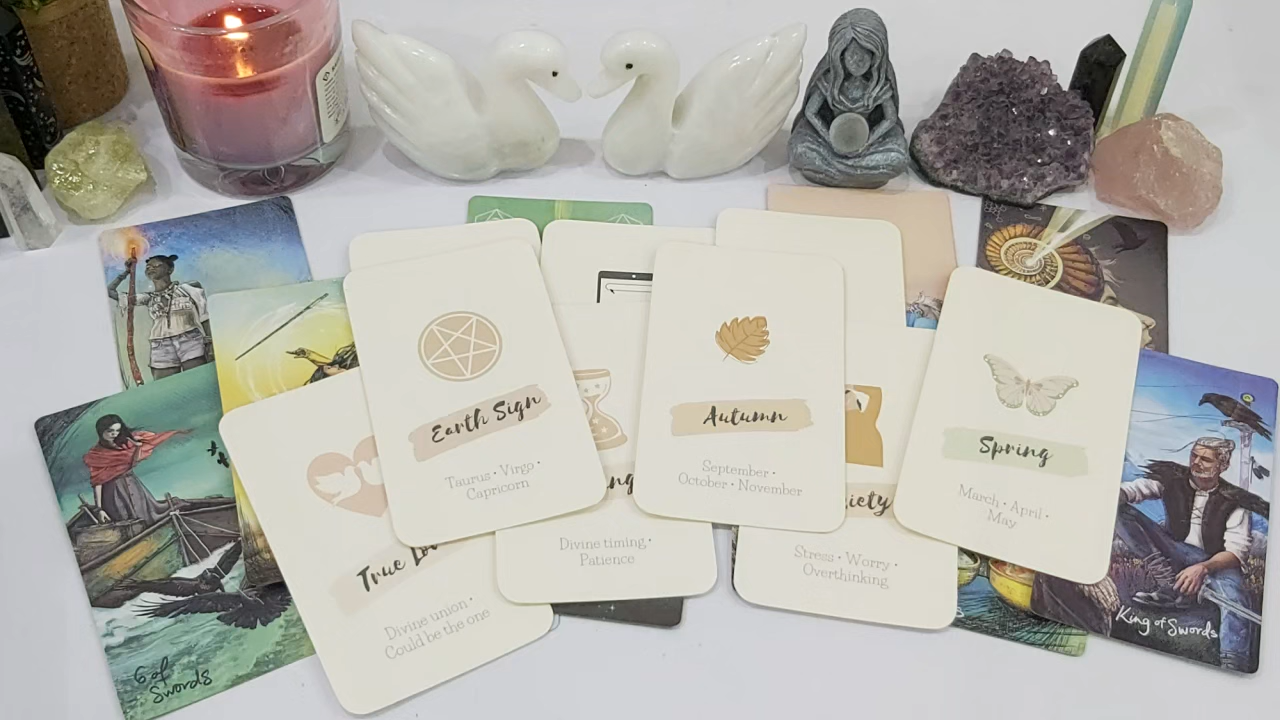 Earth Sign
Taurus • Virgo •
Capricorn
Autumn
September •
October • November
Spring
March • April •
May
True
Divine union •
Could be the one
Divine timing •
Patience
Stress • Worry •
Overthinking
6 of
Swords
King of Swords